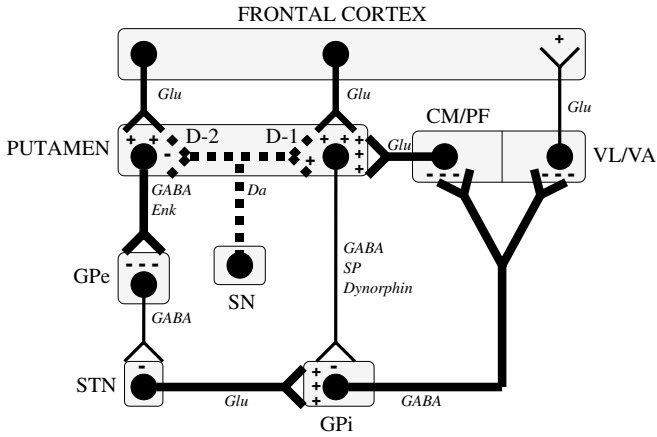 FRONTAL CORTEX
+
Glu
Glu
Glu
CM/PF
PUTAMEN
+ +
-
D-2
D-1
+ + +
+
+
+
+
Glu
VL/VA
- - -
- - -
GABA
Enk
Da
GPe
- - -
SN
GABA
SP
Dynorphin
GABA
STN
-
Glu
+
+
+
-
GPi
GABA